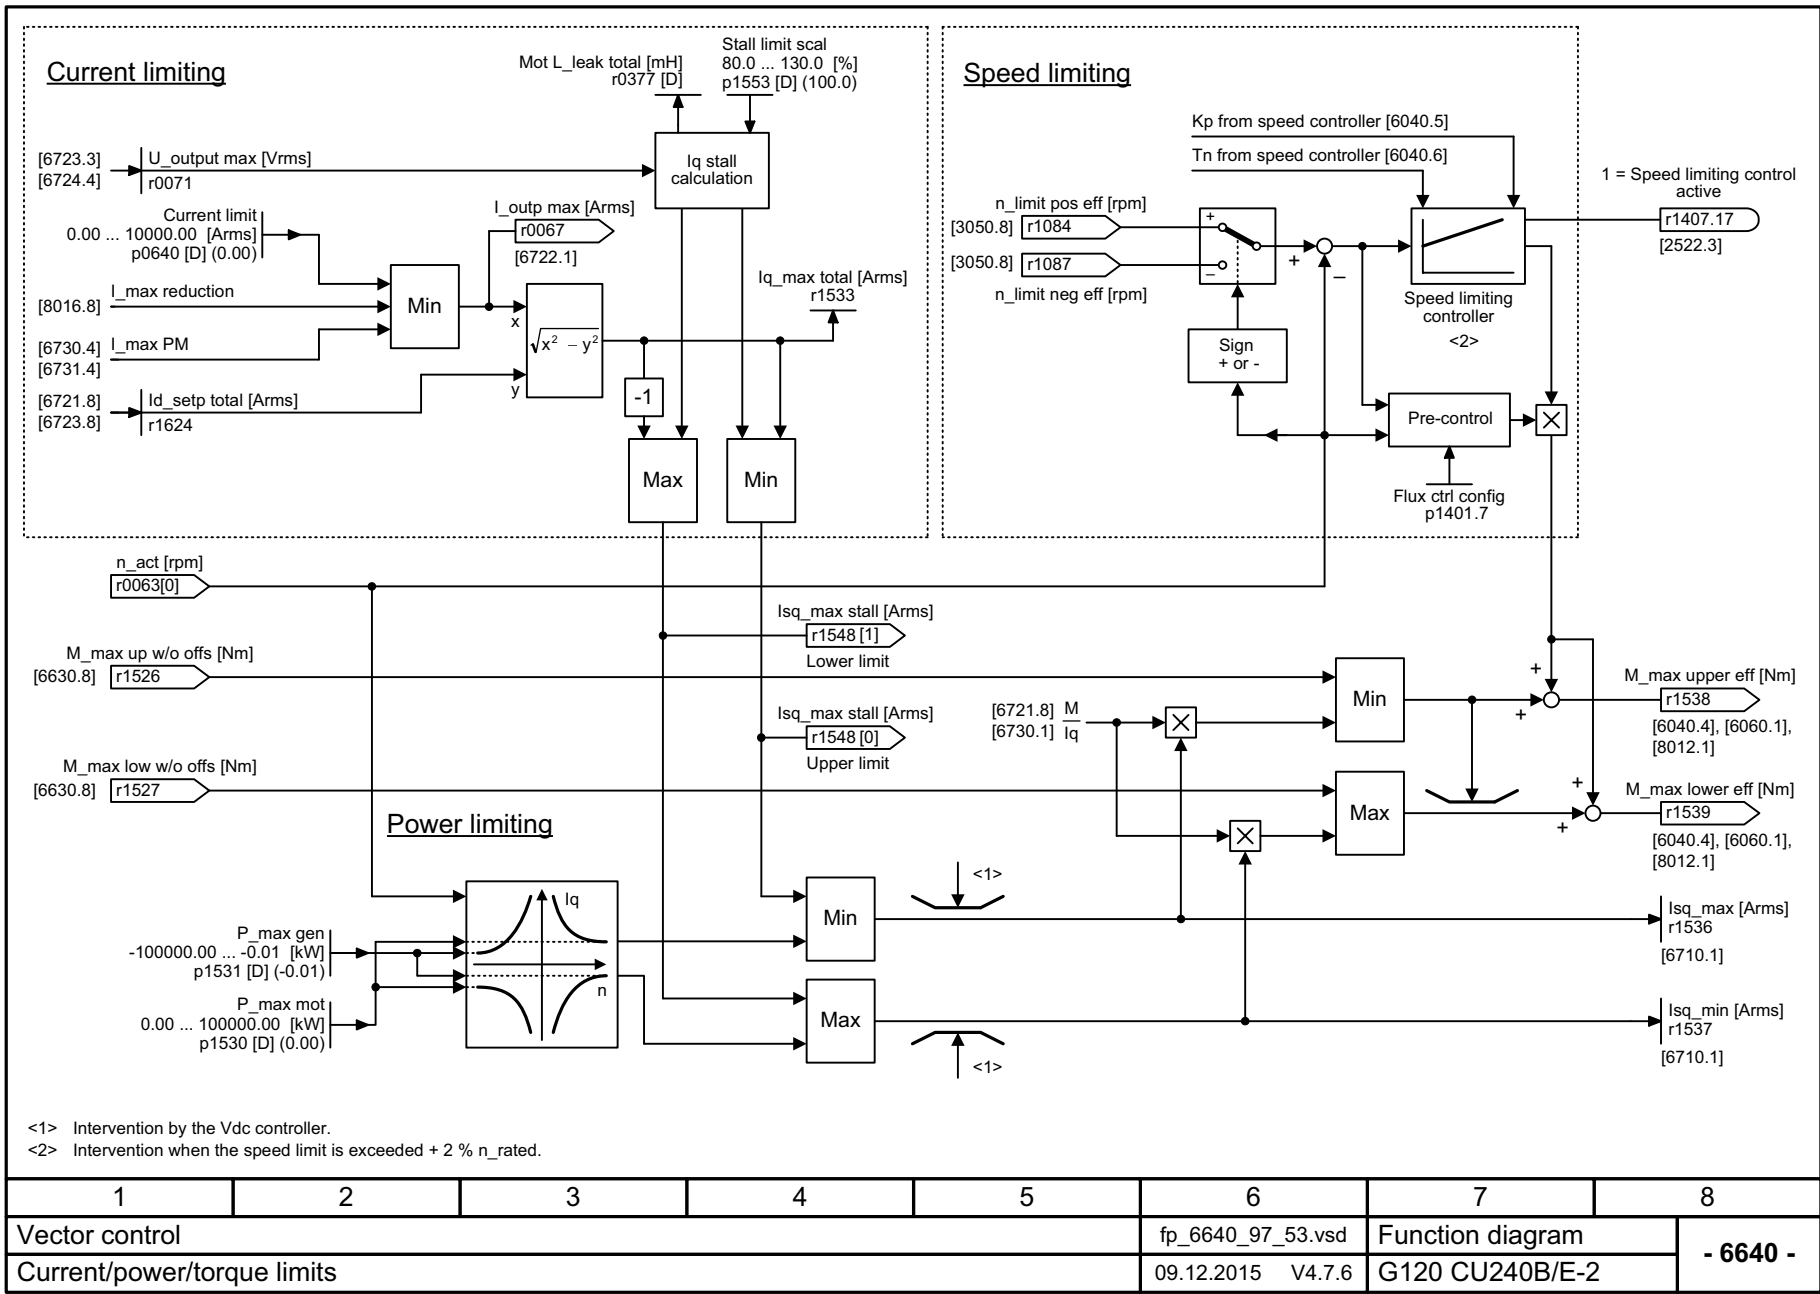 Current limiting
Mot L_leak total [mH]
r0377 [D]
Stall limit scal
80.0 ... 130.0 [%]
p1553 [D] (100.0)
[6723.3]
[6724.4]
U_output max [Vrms]
r0071
Iq stall
calculation
Current limit
0.00 ... 10000.00 [Arms]
p0640 [D] (0.00)
I_outp max [Arms]
r0067
[6722.1]
[8016.8]
I_max reduction
Min
x
y
√x² – y²
Iq_max total [Arms]
r1533
[6730.4]
[6731.4]
I_max PM
[6721.8]
[6723.8]
Id_setp total [Arms]
r1624
-1
Max
Min
Speed limiting
Kp from speed controller [6040.5]
Tn from speed controller [6040.6]
n_limit pos eff [rpm]
[3050.8]
r1084
[3050.8]
r1087
n_limit neg eff [rpm]
+
–
+
–
Sign
+ or -
Speed limiting
controller
<2>
1 = Speed limiting control
active
r1407.17
[2522.3]
Pre-control
×
Flux ctrl config
p1401.7
n_act [rpm]
r0063[0]
M_max up w/o offs [Nm]
[6630.8]
r1526
M_max low w/o offs [Nm]
[6630.8]
r1527
Isq_max stall [Arms]
r1548 [1]
Lower limit
Isq_max stall [Arms]
r1548 [0]
Upper limit
[6721.8]
[6730.1]
M
Iq
×
×
Min
Max
+
+
+
+
M_max upper eff [Nm]
r1538
[6040.4], [6060.1],
[8012.1]
M_max lower eff [Nm]
r1539
[6040.4], [6060.1],
[8012.1]
Power limiting
P_max gen
-100000.00 ... -0.01 [kW]
p1531 [D] (-0.01)
P_max mot
0.00 ... 100000.00 [kW]
p1530 [D] (0.00)
Iq
n
Min
Max
<1>
<1>
Isq_max [Arms]
r1536
[6710.1]
Isq_min [Arms]
r1537
[6710.1]
<1> Intervention by the Vdc controller.
<2> Intervention when the speed limit is exceeded + 2 % n_rated.
1 2 3 4 5 6 7 8
Vector control
fp_6640_97_53.vsd
Function diagram
- 6640 -
Current/power/torque limits
09.12.2015 V4.7.6
G120 CU240B/E-2